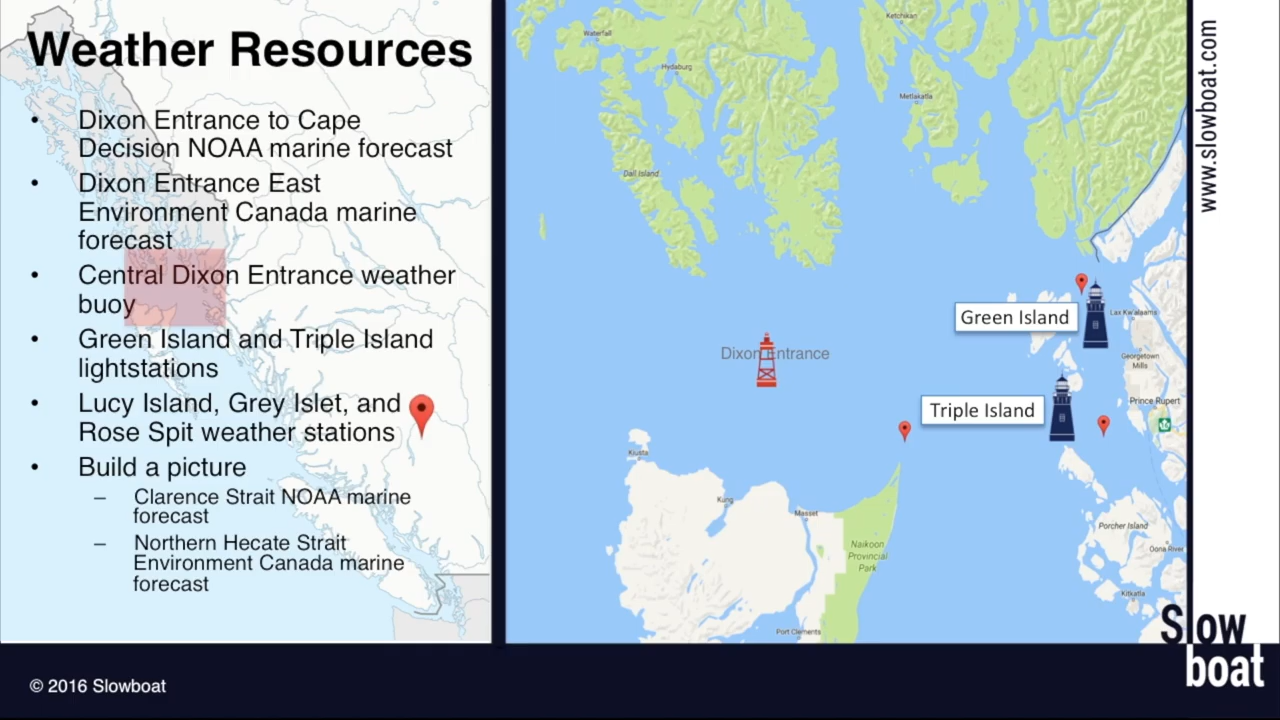 Weather Resources
• Dixon Entrance to Cape
Decision NOAA marine forecast
• Dixon Entrance East
Environment Canada marine
forecast
• Central Dixon Entrance weather
buoy
• Green Island and Triple Island
lightstations
• Lucy Island, Grey Islet, and
Rose Spit weather stations
• Build a picture
– Clarence Strait NOAA marine
forecast
– Northern Hecate Strait
Environment Canada marine
forecast
Ketchikan
Waterfall
Hydaburg
Metlakatla
Dall Island
Green Island
Lax Kw'alaams
Dixon Entrance
Georgetown
Mills
Triple Island
Prince Rupert
Kiusta
Kung
Masset
Naikoon
Provincial
Park
Porcher Island
Oona River
Kitkatla
Port Clements
www.slowboat.com
Slow
boat
© 2016 Slowboat